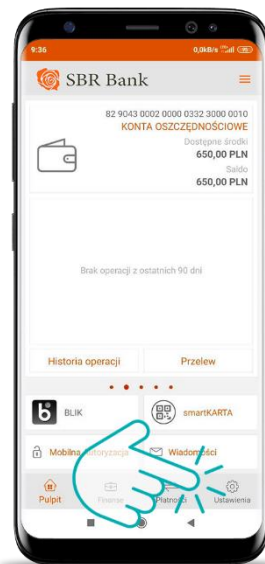 9:36
0,0kB/s
SBR Bank
82 9043 0002 0000 0332 3000 0010
KONTA OSZCZĘDNOŚCIOWE
Dostępne środki
650,00 PLN
Saldo
650,00 PLN
Brak operacji z ostatnich 90 dni
Historia operacji
Przelew
BLIK
smartKARTA
Mobilna autoryzacja
Wiadomości
Pulpit
Finanse
Płatności
Ustawienia